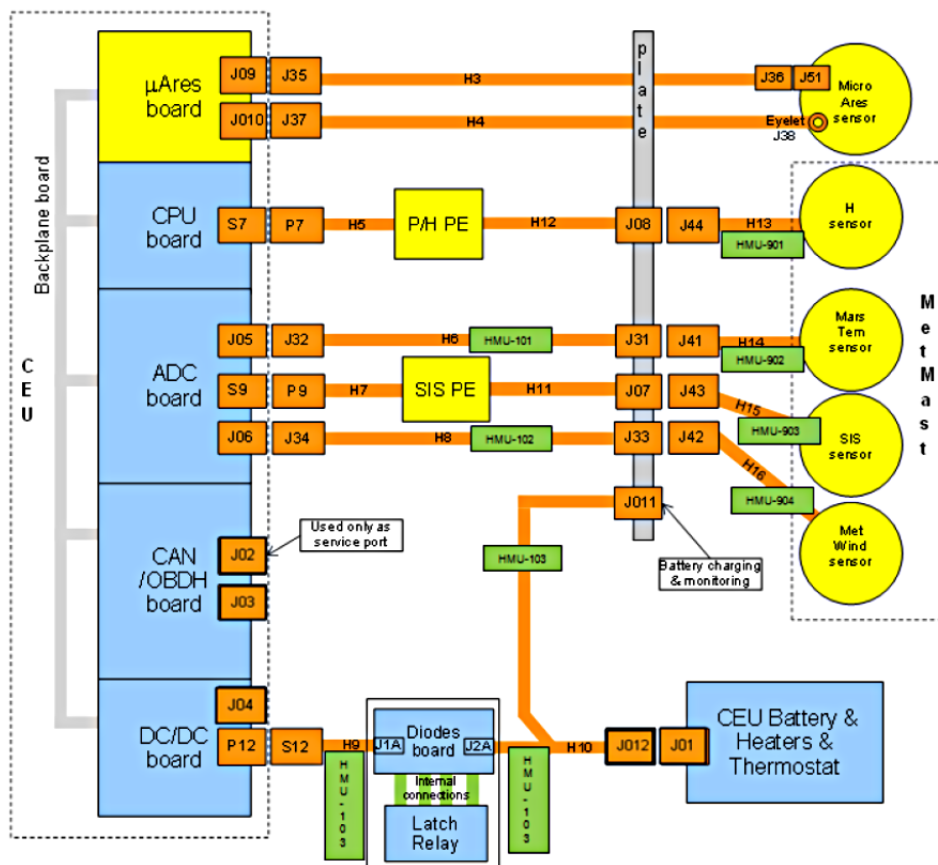 plate
µAres
board
J09
J35
H3
J36
J51
Micro
Ares
sensor
J010
J37
H4
Eyelet
J38
Backplane board
CEU
CPU
board
S7
P7
H5
P/H PE
H12
J08
J44
H13
HMU-901
H
sensor
MetMast
ADC
board
J05
J32
H6
HMU-101
J31
J41
H14
HMU-902
Mars
Tem
sensor
S9
P9
H7
SIS PE
H11
J07
J43
H15
HMU-903
SIS
sensor
J06
J34
H8
HMU-102
J33
J42
H16
HMU-904
Met
Wind
sensor
J011
HMU-103
Battery charging
& monitoring
Used only as
service port
CAN
/OBDH
board
J02
J03
J04
DC/DC
board
P12
S12
H9
HMU-103
J1A
Diodes
board
J2A
Internal
connections
Latch
Relay
HMU-103
H10
J012
J01
CEU Battery &
Heaters &
Thermostat